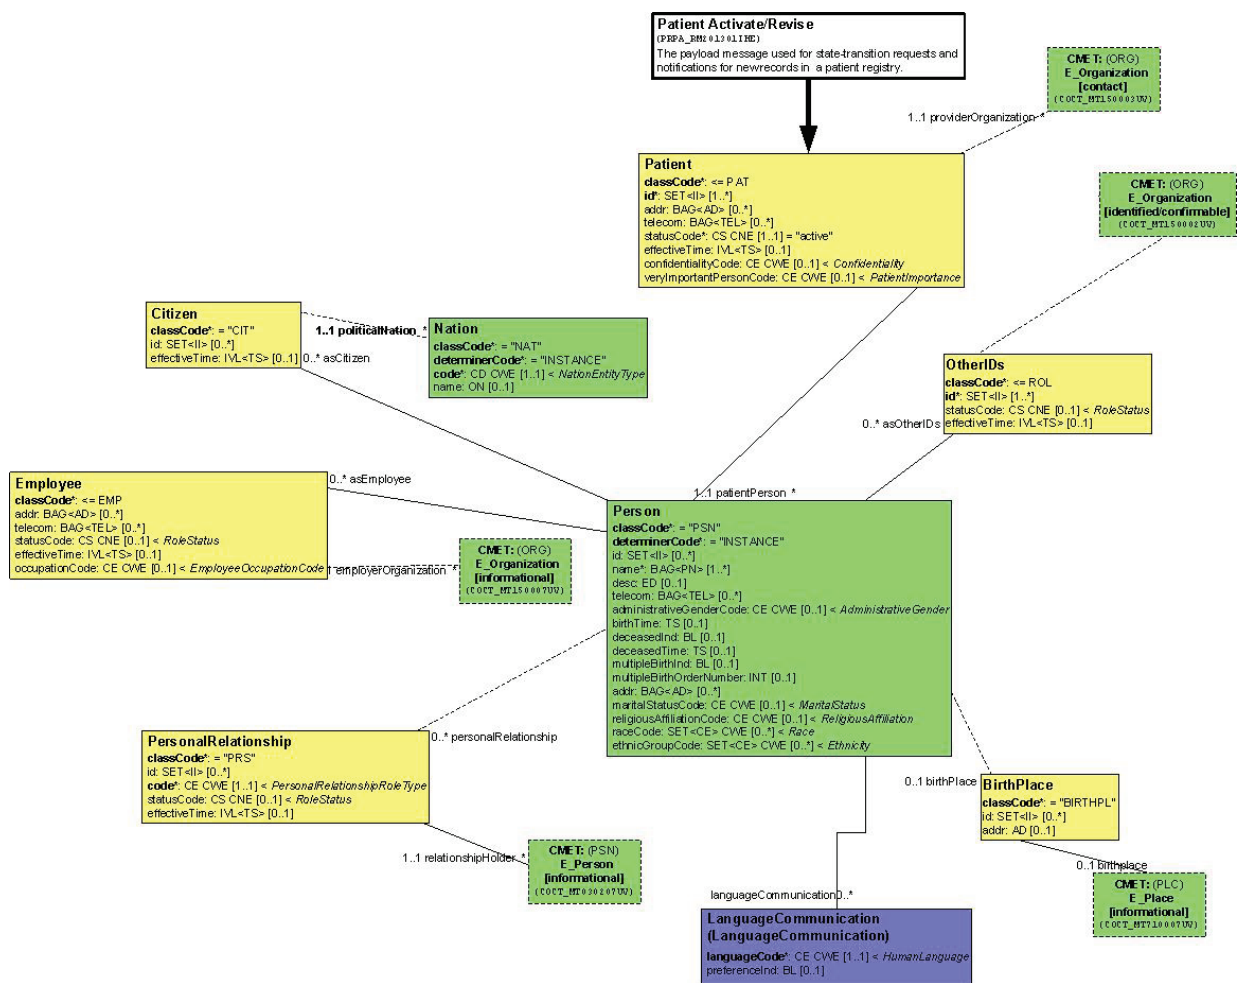 Patient Activate/Revise
(PRPA_RM201301IHE)
The payload message used for state-transition requests and
notifications for newrecords in a patient registry.
CMET: (ORG)
E_Organization
[contact]
(COCT_MT150003UV)
1..1 providerOrganization *
Patient
classCode*: <= PAT
id*: SET<II> [1..*]
addr: BAG<AD> [0..*]
telecom: BAG<TEL> [0..*]
statusCode*: CS CNE [1..1] = "active"
effectiveTime: IVL<TS> [0..1]
confidentialityCode: CE CWE [0..1] < Confidentiality
veryImportantPersonCode: CE CWE [0..1] < PatientImportance
CMET: (ORG)
E_Organization
[identified/confirmable]
(COCT_MT150002UV)
Citizen
classCode*: = "CIT"
id: SET<II> [0..*]
effectiveTime: IVL<TS> [0..1]
0..* asCitizen
1..1 politicalNation *
Nation
classCode*: = "NAT"
determinerCode*: = "INSTANCE"
code*: CD CWE [1..1] < NationEntityType
name: ON [0..1]
OtherIDs
classCode*: <= ROL
id*: SET<II> [1..*]
statusCode: CS CNE [0..1] < RoleStatus
effectiveTime: IVL<TS> [0..1]
0..* asOtherIDs
Employee
classCode*: <= EMP
addr: BAG<AD> [0..*]
telecom: BAG<TEL> [0..*]
statusCode: CS CNE [0..1] < RoleStatus
effectiveTime: IVL<TS> [0..1]
occupationCode: CE CWE [0..1] < EmployeeOccupationCode
0..* asEmployee
1 employerOrganization *
CMET: (ORG)
E_Organization
[informational]
(COCT_MT150007UV)
1..1 patientPerson *
Person
classCode*: = "PSN"
determinerCode*: = "INSTANCE"
id: SET<II> [0..*]
name*: BAG<PN> [1..*]
desc: ED [0..1]
telecom: BAG<TEL> [0..*]
administrativeGenderCode: CE CWE [0..1] < AdministrativeGender
birthTime: TS [0..1]
deceasedInd: BL [0..1]
deceasedTime: TS [0..1]
multipleBirthInd: BL [0..1]
multipleBirthOrderNumber: INT [0..1]
addr: BAG<AD> [0..*]
maritalStatusCode: CE CWE [0..1] < MaritalStatus
religiousAffiliationCode: CE CWE [0..1] < ReligiousAffiliation
raceCode: SET<CE> CWE [0..*] < Race
ethnicGroupCode: SET<CE> CWE [0..*] < Ethnicity
0..* personalRelationship
PersonalRelationship
classCode*: = "PRS"
id: SET<II> [0..*]
code*: CE CWE [1..1] < PersonalRelationshipRoleType
statusCode: CS CNE [0..1] < RoleStatus
effectiveTime: IVL<TS> [0..1]
1..1 relationshipHolder *
CMET: (PSN)
E_Person
[informational]
(COCT_MT030207UV)
0..1 birthPlace
BirthPlace
classCode*: = "BIRTHPL"
id: SET<II> [0..*]
addr: AD [0..1]
0..1 birthplace
CMET: (PLC)
E_Place
[informational]
(COCT_MT710007UV)
languageCommunication0..*
LanguageCommunication
(LanguageCommunication)
languageCode*: CE CWE [1..1] < HumanLanguage
preferenceInd: BL [0..1]